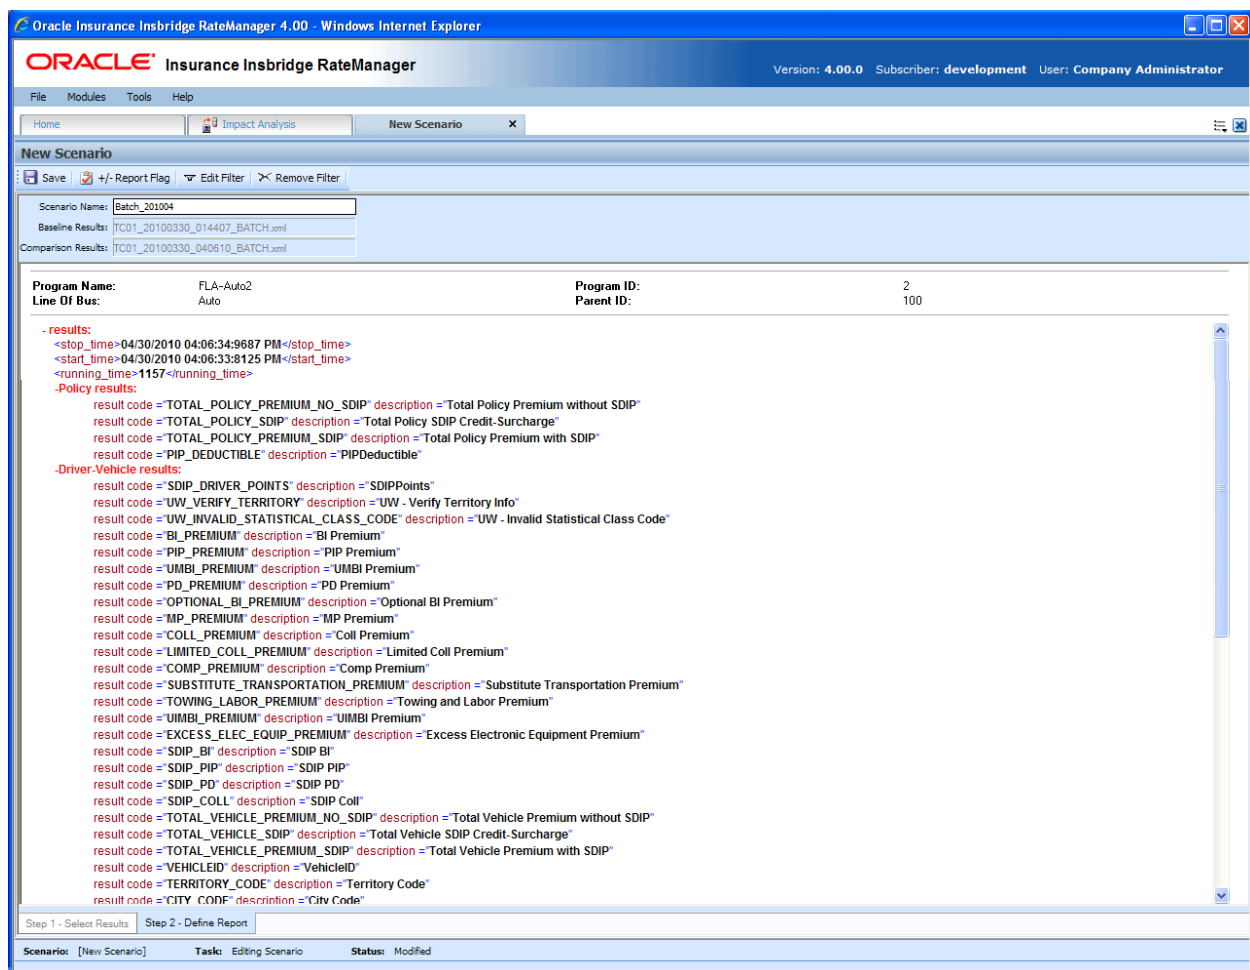 Oracle Insurance Insbridge RateManager 4.00 - Windows Internet Explorer
ORACLE Insurance Insbridge RateManager
Version: 4.00.0 Subscriber: development User: Company Administrator
File Modules Tools Help
Home Impact Analysis New Scenario x
New Scenario
Save +/- Report Flag Edit Filter Remove Filter
Scenario Name: Batch_201004
Baseline Results: TC01_20100330_014407_BATCH.xml
Comparison Results: TC01_20100330_040610_BATCH.xml
Program Name: FLA-Auto2 Program ID: 2
Line Of Bus: Auto Parent ID: 100
- results:
<stop_time>04/30/2010 04:06:34:9687 PM</stop_time>
<start_time>04/30/2010 04:06:33:8125 PM</start_time>
<running_time>1157</running_time>
-Policy results:
result code ="TOTAL_POLICY_PREMIUM_NO_SDIP" description ="Total Policy Premium without SDIP"
result code ="TOTAL_POLICY_SDIP" description ="Total Policy SDIP Credit-Surcharge"
result code ="TOTAL_POLICY_PREMIUM_SDIP" description ="Total Policy Premium with SDIP"
result code ="PIP_DEDUCTIBLE" description ="PIPDeductible"
-Driver-Vehicle results:
result code ="SDIP_DRIVER_POINTS" description ="SDIPPoints"
result code ="UW_VERIFY_TERRITORY" description ="UW - Verify Territory Info"
result code ="UW_INVALID_STATISTICAL_CLASS_CODE" description ="UW - Invalid Statistical Class Code"
result code ="BI_PREMIUM" description ="BI Premium"
result code ="PIP_PREMIUM" description ="PIP Premium"
result code ="UMBI_PREMIUM" description ="UMBI Premium"
result code ="PD_PREMIUM" description ="PD Premium"
result code ="OPTIONAL_BI_PREMIUM" description ="Optional BI Premium"
result code ="MP_PREMIUM" description ="MP Premium"
result code ="COLL_PREMIUM" description ="Coll Premium"
result code ="LIMITED_COLL_PREMIUM" description ="Limited Coll Premium"
result code ="COMP_PREMIUM" description ="Comp Premium"
result code ="SUBSTITUTE_TRANSPORTATION_PREMIUM" description ="Substitute Transportation Premium"
result code ="TOWING_LABOR_PREMIUM" description ="Towing and Labor Premium"
result code ="UIMBI_PREMIUM" description ="UIMBI Premium"
result code ="EXCESS_ELEC_EQUIP_PREMIUM" description ="Excess Electronic Equipment Premium"
result code ="SDIP_BI" description ="SDIP BI"
result code ="SDIP_PIP" description ="SDIP PIP"
result code ="SDIP_PD" description ="SDIP PD"
result code ="SDIP_COLL" description ="SDIP Coll"
result code ="TOTAL_VEHICLE_PREMIUM_NO_SDIP" description ="Total Vehicle Premium without SDIP"
result code ="TOTAL_VEHICLE_SDIP" description ="Total Vehicle SDIP Credit-Surcharge"
result code ="TOTAL_VEHICLE_PREMIUM_SDIP" description ="Total Vehicle Premium with SDIP"
result code ="VEHICLEID" description ="VehicleID"
result code ="TERRITORY_CODE" description ="Territory Code"
result code ="CITY_CODE" description ="City Code"
Step 1 - Select Results Step 2 - Define Report
Scenario: [New Scenario] Task: Editing Scenario Status: Modified